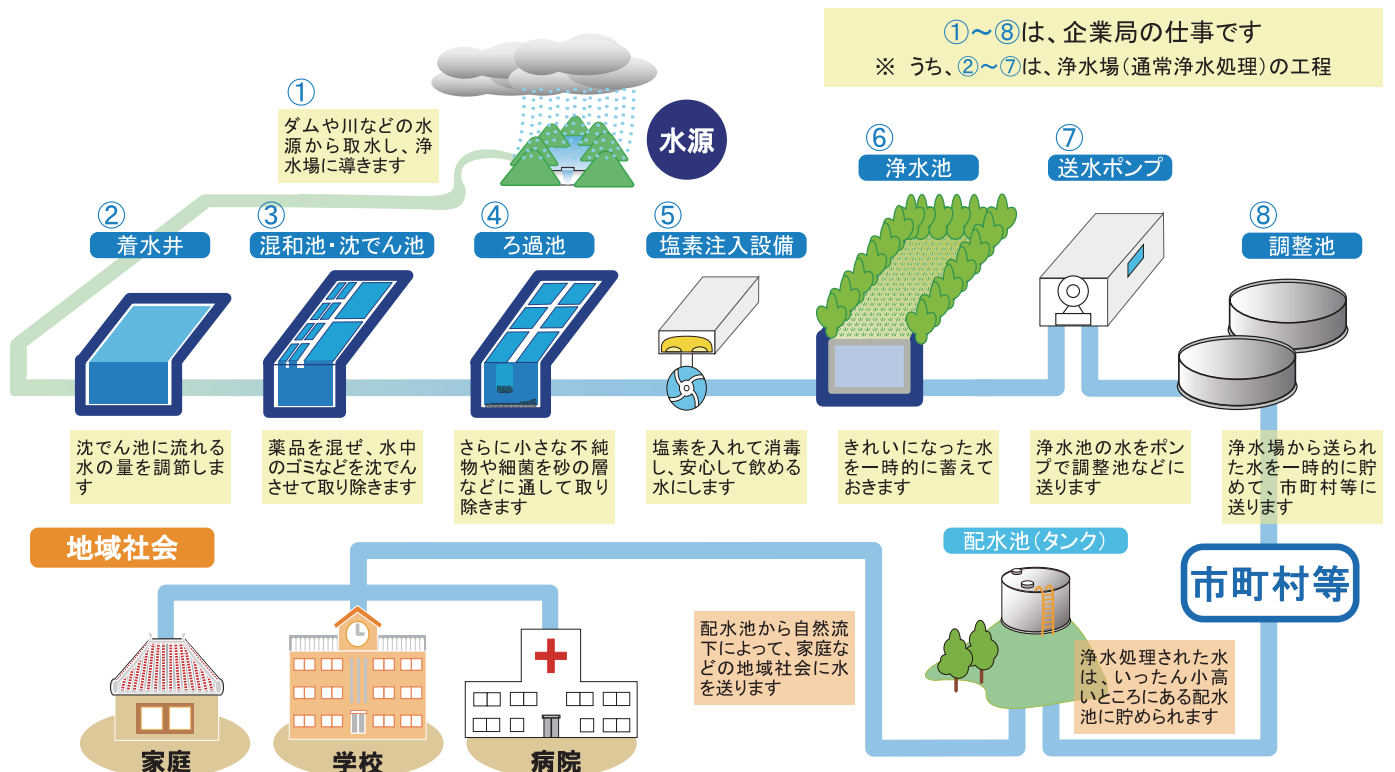 ①～⑧は、企業局の仕事です
※ うち、②～⑦は、浄水場（通常浄水処理）の工程
①
ダムや川などの水
源から取水し、浄
水場に導きます
水源
②
着水井
沈でん池に流れる
水の量を調節しま
す
③
混和池・沈でん池
薬品を混ぜ、水中
のゴミなどを沈でん
させて取り除きます
④
ろ過池
さらに小さな不純
物や細菌を砂の層
などに通して取り
除きます
⑤
塩素注入設備
塩素を入れて消毒
し、安心して飲める
水にします
⑥
浄水池
きれいになった水
を一時的に蓄えて
おきます
⑦
送水ポンプ
浄水池の水をポン
プで調整池などに
送ります
⑧
調整池
浄水場から送られ
た水を一時的に貯
めて、市町村等に
送ります
市町村等
配水池（タンク）
浄水処理された水
は、いったん小高
いところにある配水
池に貯められます
配水池から自然流
下によって、家庭な
どの地域社会に水
を送ります
地域社会
家庭
学校
病院